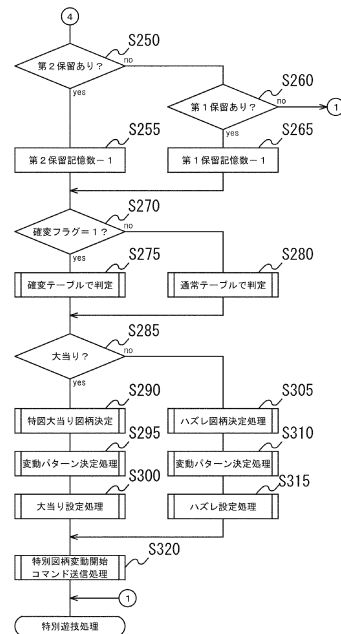 4
S250
第2保留あり?
no
yes
S260
第1保留あり?
no
1
yes
S255
第2保留記憶数－1
S265
第1保留記憶数－1
S270
確変フラグ＝1?
no
yes
S275
確変テーブルで判定
S280
通常テーブルで判定
S285
大当り?
no
yes
S290
特図大当り図柄決定
S305
ハズレ図柄決定処理
S295
変動パターン決定処理
S310
変動パターン決定処理
S300
大当り設定処理
S315
ハズレ設定処理
S320
特別図柄変動開始
コマンド送信処理
1
特別遊技処理